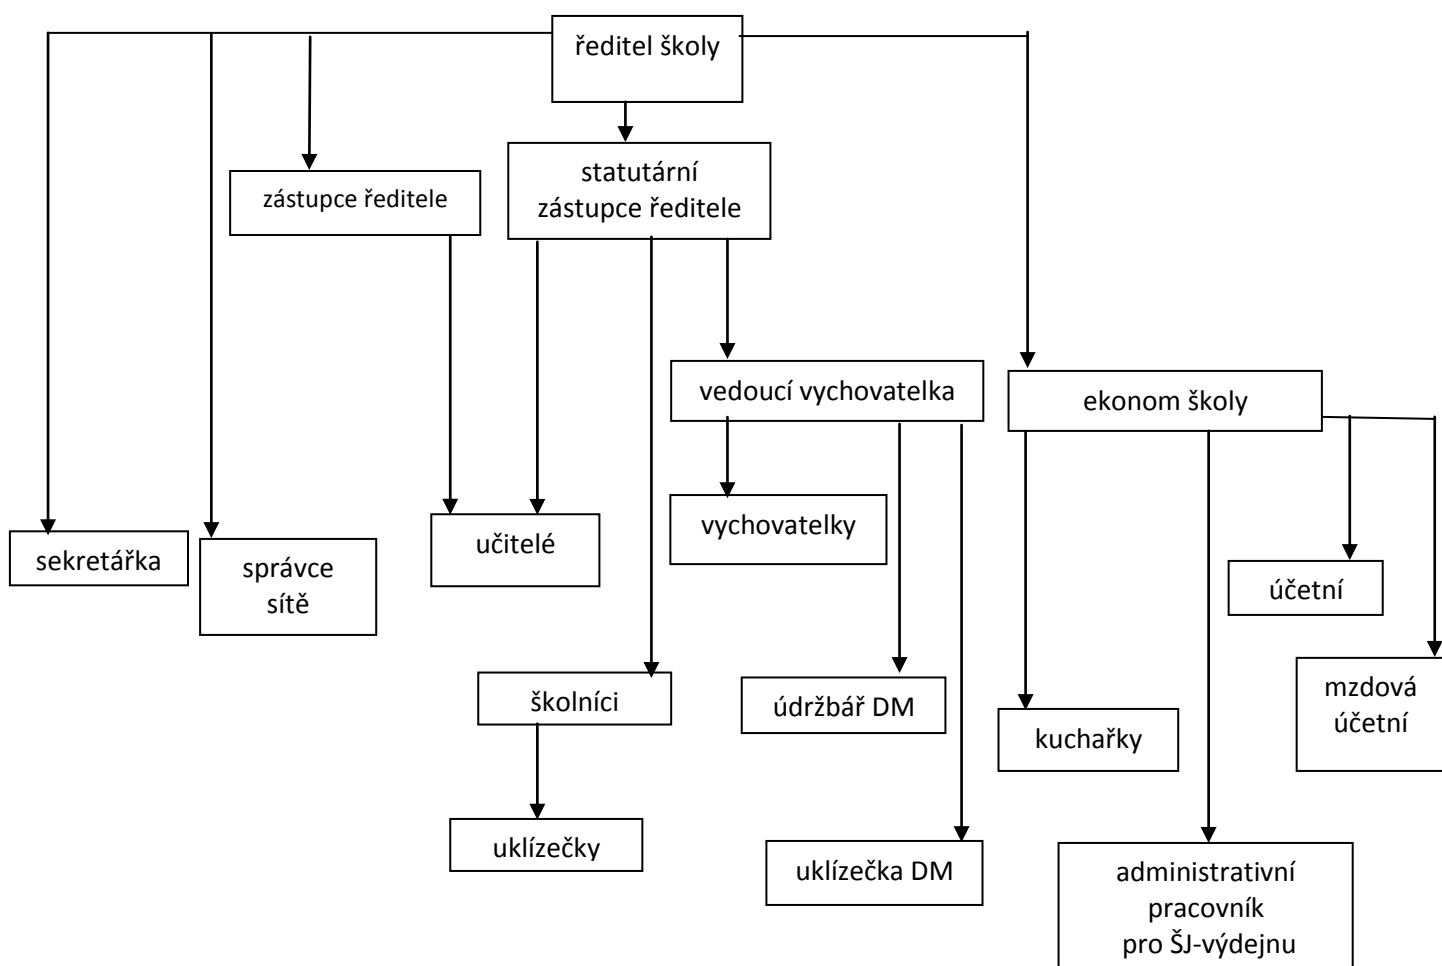 ředitel školy
zástupce ředitele
statutární
zástupce ředitele
vedoucí vychovatelka
ekonom školy
sekretářka
správce
sítě
učitelé
vychovatelky
účetní
školníci
údržbář DM
kuchařky
mzdová
účetní
uklízečky
uklízečka DM
administrativní
pracovník
pro ŠJ-výdejnu